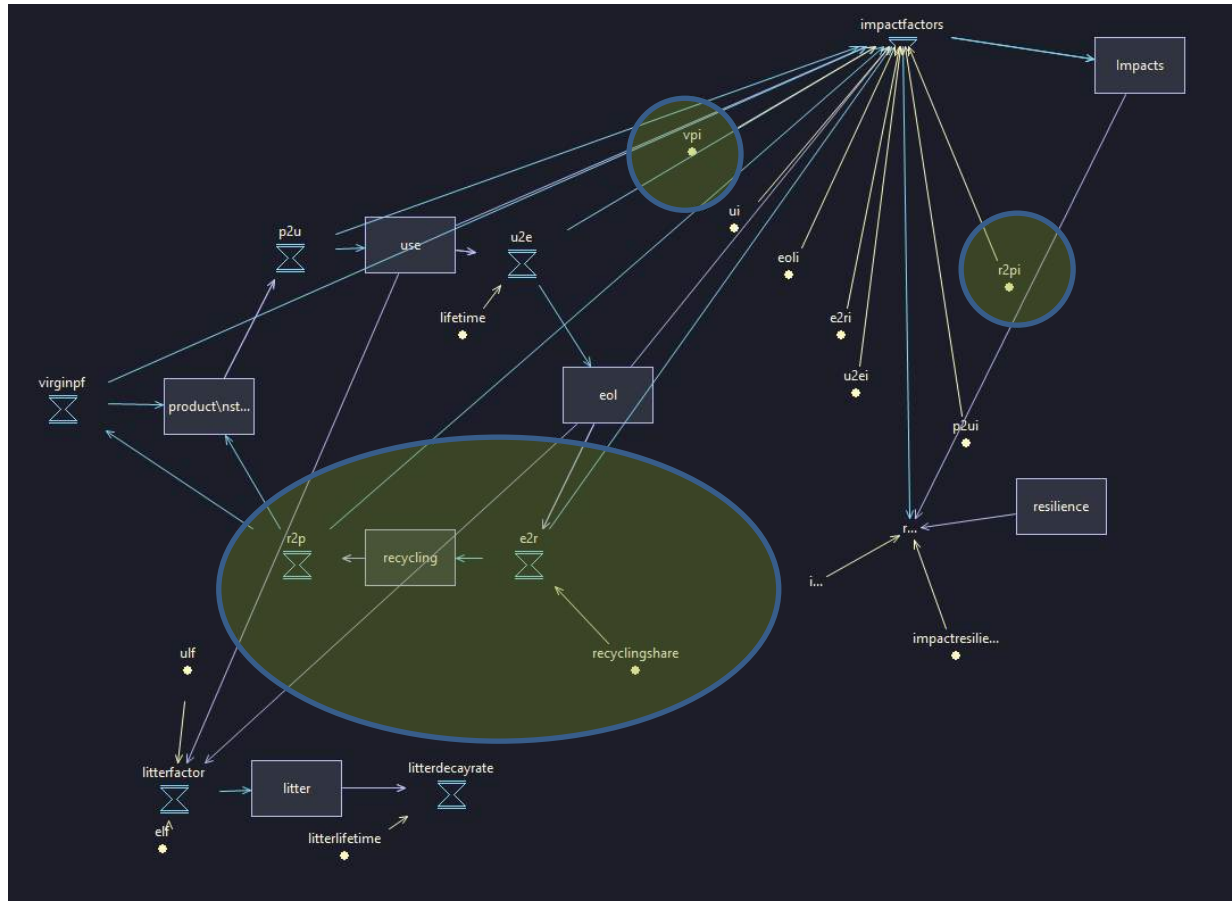 impactfactors
Impacts
vpi
ui
p2u
use
u2e
eoli
r2pi
lifetime
e2ri
u2ei
virginpf
product\nst...
eol
p2ui
resilience
r2p
recycling
e2r
r...
i...
impactresilie...
ulf
recyclingshare
litterfactor
litter
litterdecayrate
elf
litterlifetime